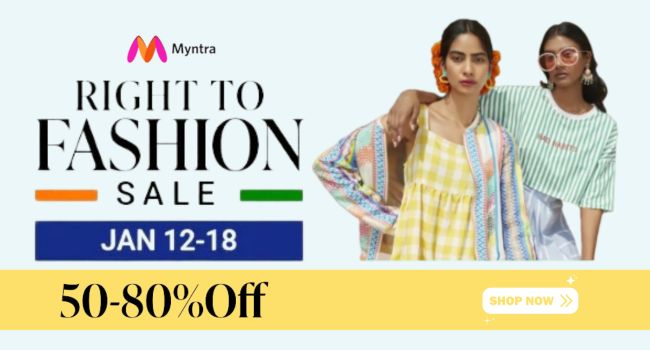 Myntra
RIGHT TO
FASHION
SALE
JAN 12-18
50-80%Off
SHOP NOW